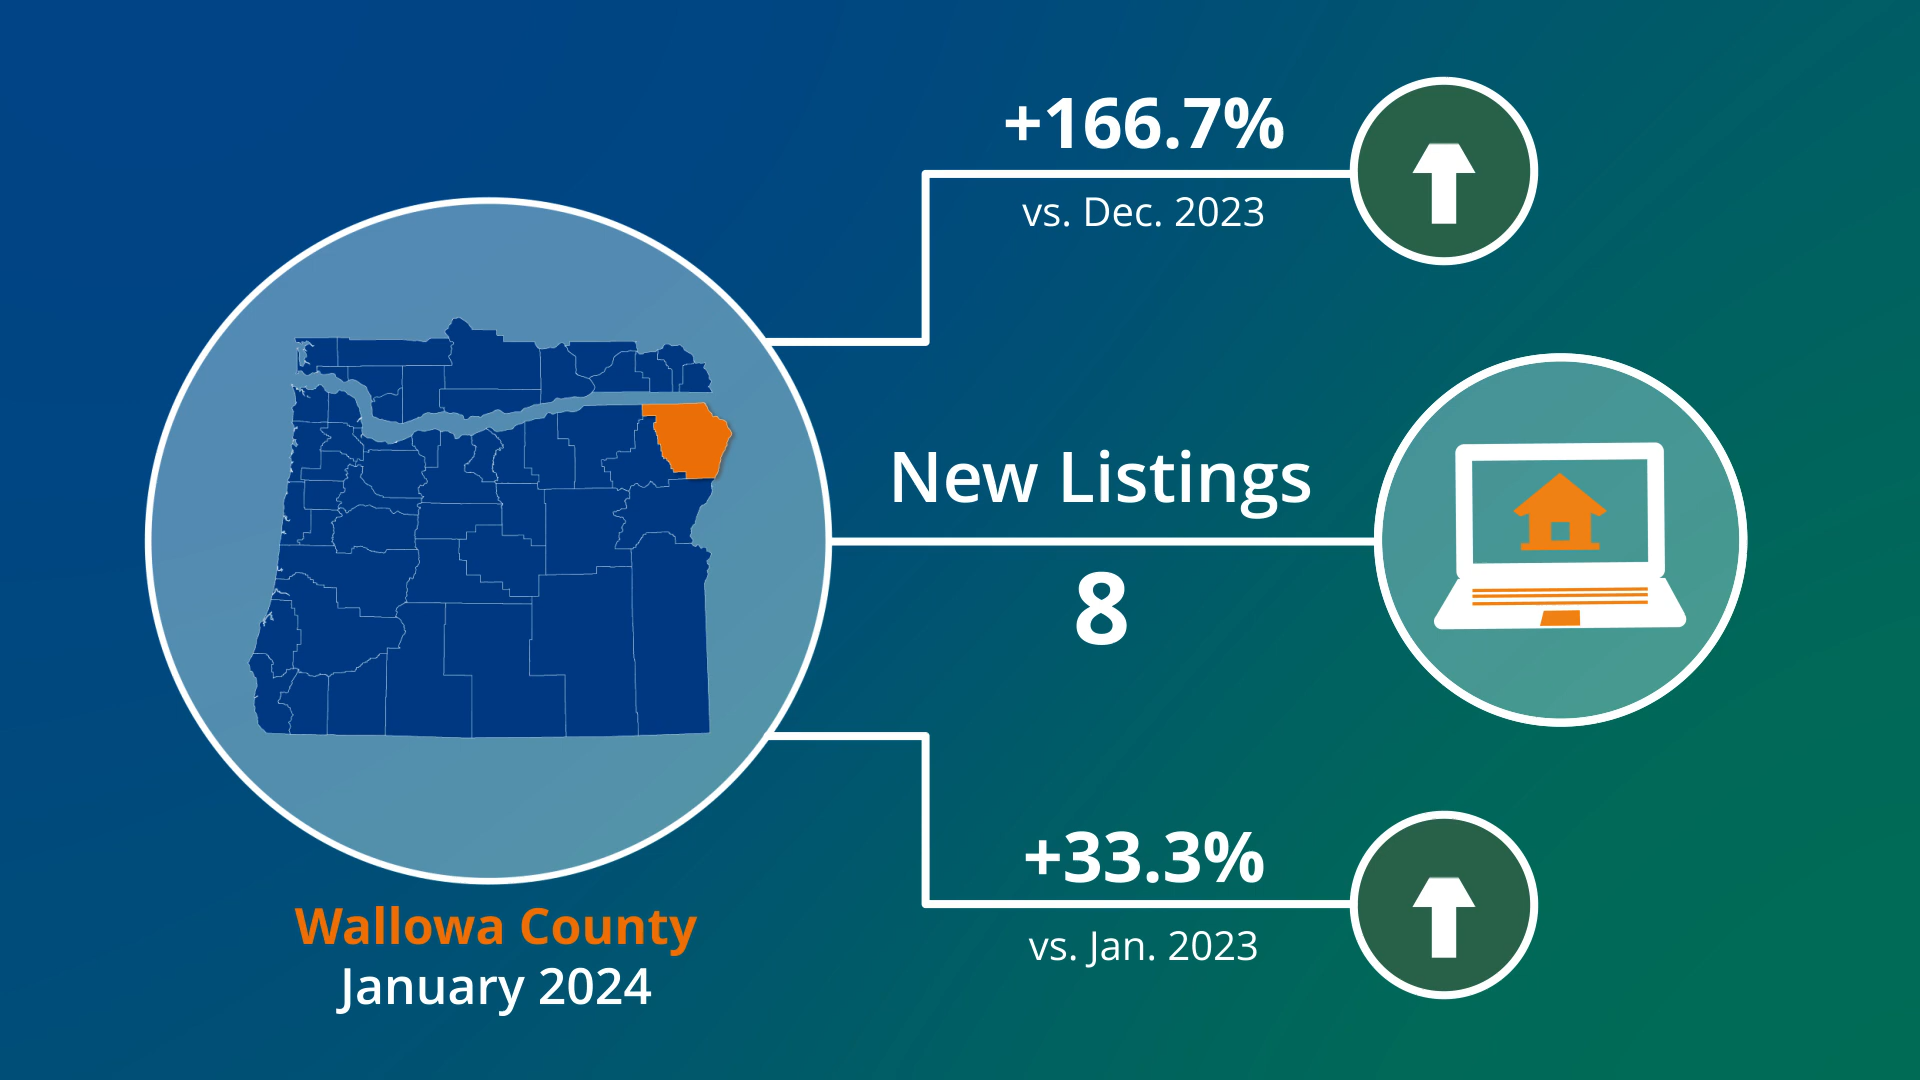 +166.7%
vs. Dec. 2023
New Listings
8
+33.3%
vs. Jan. 2023
Wallowa County
January 2024